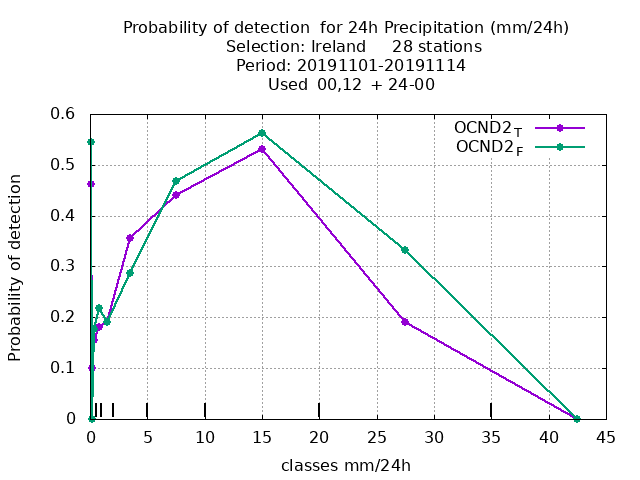 Probability of detection  for 24h Precipitation (mm/24h)
Selection: Ireland     28 stations
Period: 20191101-20191114
Used  00,12  + 24-00
OCND2T
OCND2F
Probability of detection
0.6
0.5
0.4
0.3
0.2
0.1
0
0 5 10 15 20 25 30 35 40 45
classes mm/24h